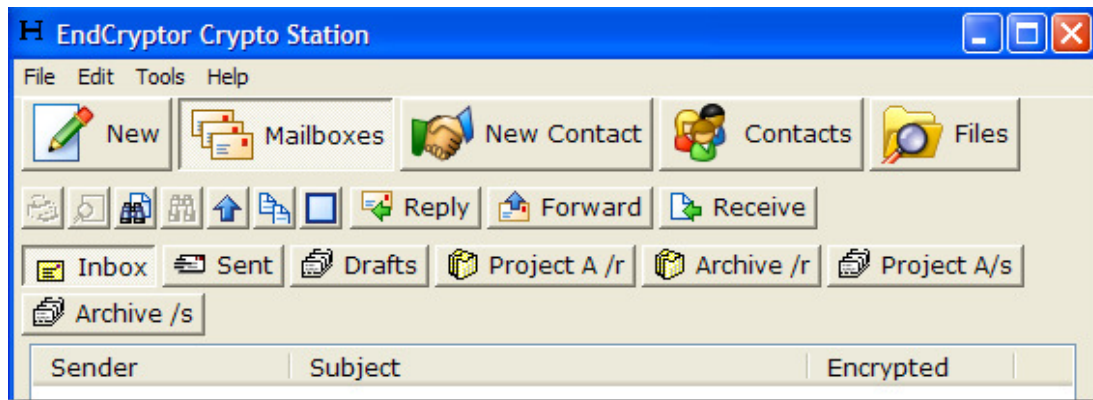 EndCryptor Crypto Station
File Edit Tools Help
New Mailboxes New Contact Contacts Files
Reply Forward Receive
Inbox Sent Drafts Project A /r Archive /r Project A/s
Archive /s
Sender Subject Encrypted